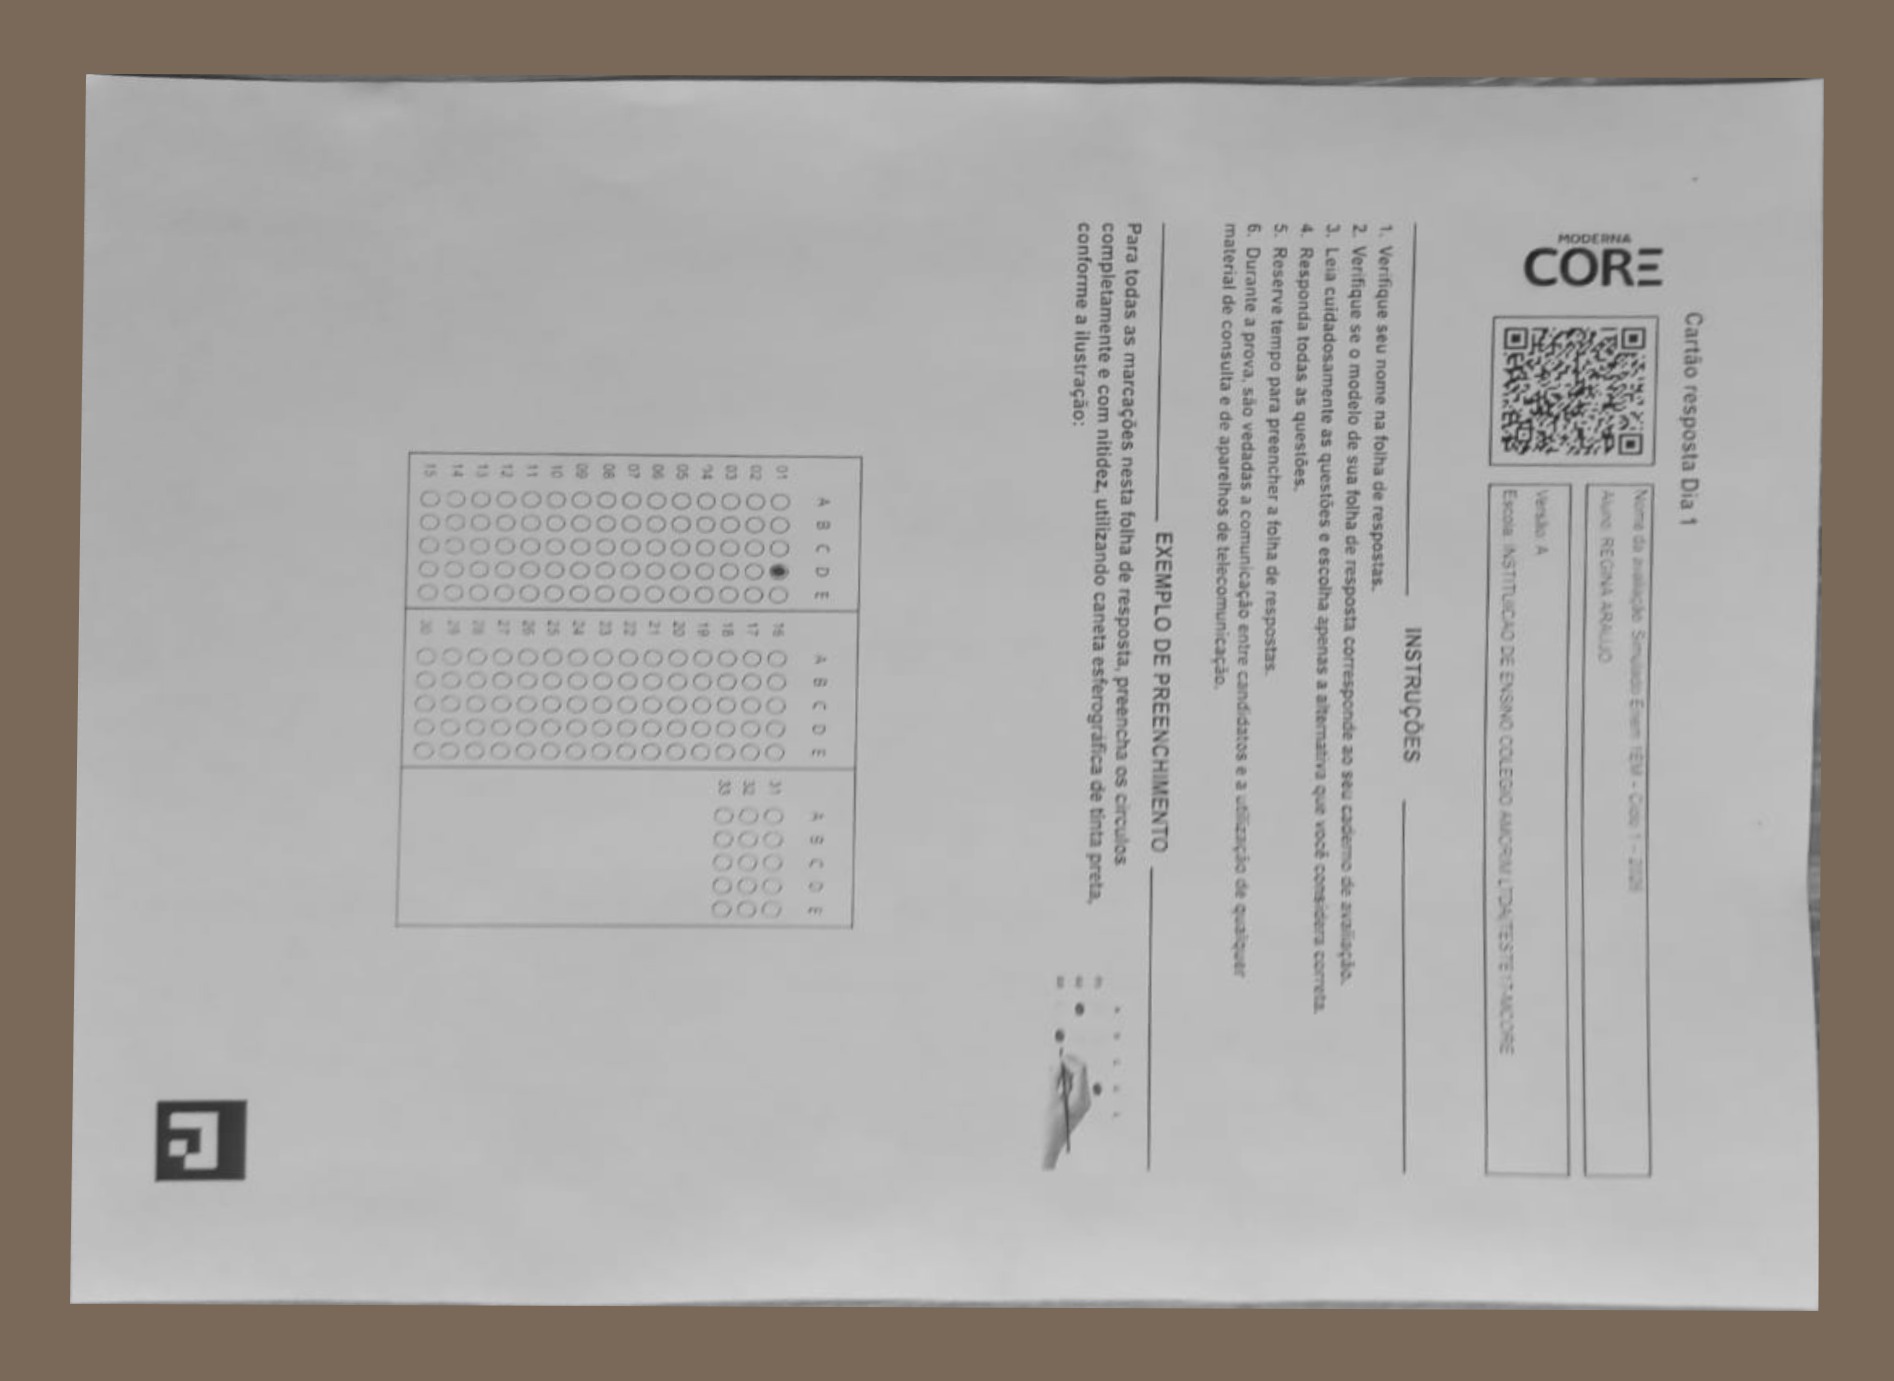 Cartão resposta Dia 1
MODERNA
CORE
Nome da avaliação: Simulado Enem 1EM - Ciclo 1 -
Aluno: REGINA ARAUJO
Versão: A
Escola: INSTITUICAO DE ENSINO COLEGIO AMORIM LTDA
INSTRUÇÕES
1. Verifique seu nome na folha de respostas.
2. Verifique se o modelo de sua folha de resposta corresponde ao seu caderno de avaliação.
3. Leia cuidadosamente as questões e escolha apenas a alternativa que você considera correta.
4. Responda todas as questões.
5. Reserve tempo para preencher a folha de respostas.
6. Durante a prova, são vedadas a comunicação entre candidatos e a utilização de qualquer
material de consulta e de aparelhos de telecomunicação.
EXEMPLO DE PREENCHIMENTO
Para todas as marcações nesta folha de resposta, preencha os círculos
completamente e com nitidez, utilizando caneta esferográfica de tinta preta,
conforme a ilustração:
A B C D E
01
02
03
04
05
06
07
08
09
10
11
12
13
14
15
A B C D E
16
17
18
19
20
21
22
23
24
25
26
27
28
29
30
A B C D E
31
32
33